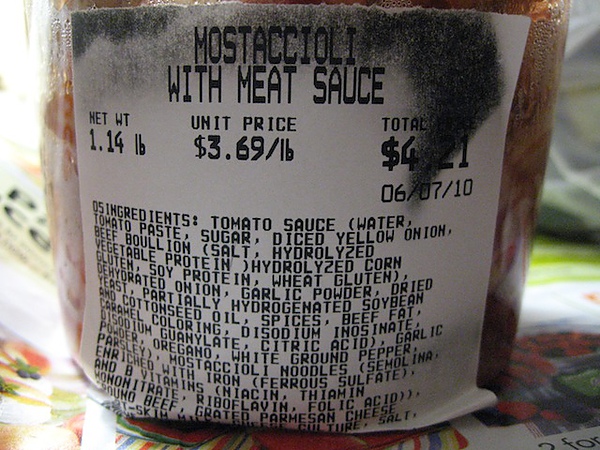 MOSTACCIOLI
WITH MEAT SAUCE
NET WT UNIT PRICE TOTAL
1.14 lb $3.69/lb $4.21
06/07/10
05INGREDIENTS: TOMATO SAUCE (WATER,
TOMATO PASTE, SUGAR, DICED YELLOW ONION,
BEEF BOULLION (SALT, HYDROLYZED
VEGETABLE PROTEIN )HYDROLYZED CORN
GLUTEN, SOY PROTEIN, WHEAT GLUTEN),
DEHYDRATED ONION, GARLIC POWDER, DRIED
YEAST, PARTIALLY HYDROGENATED SOYBEAN
AND COTTONSEED OIL, SPICES, BEEF FAT,
CARAMEL COLORING, DISODIUM INOSINATE,
DISODIUM GUANYLATE, CITRIC ACID), GARLIC
POWDER, OREGANO, WHITE GROUND PEPPER,
PARSLEY), MOSTACCIOLI NOODLES (SEMOLINA,
ENRICHED WITH IRON (FERROUS SULFATE),
AND B VITAMINS (NIACIN, THIAMIN
MONONITRATE, RIBOFLAVIN, FOLIC ACID)),
GROUND BEEF, GRATED PARMESAN CHEESE
CULTURE, SALT,
2 for